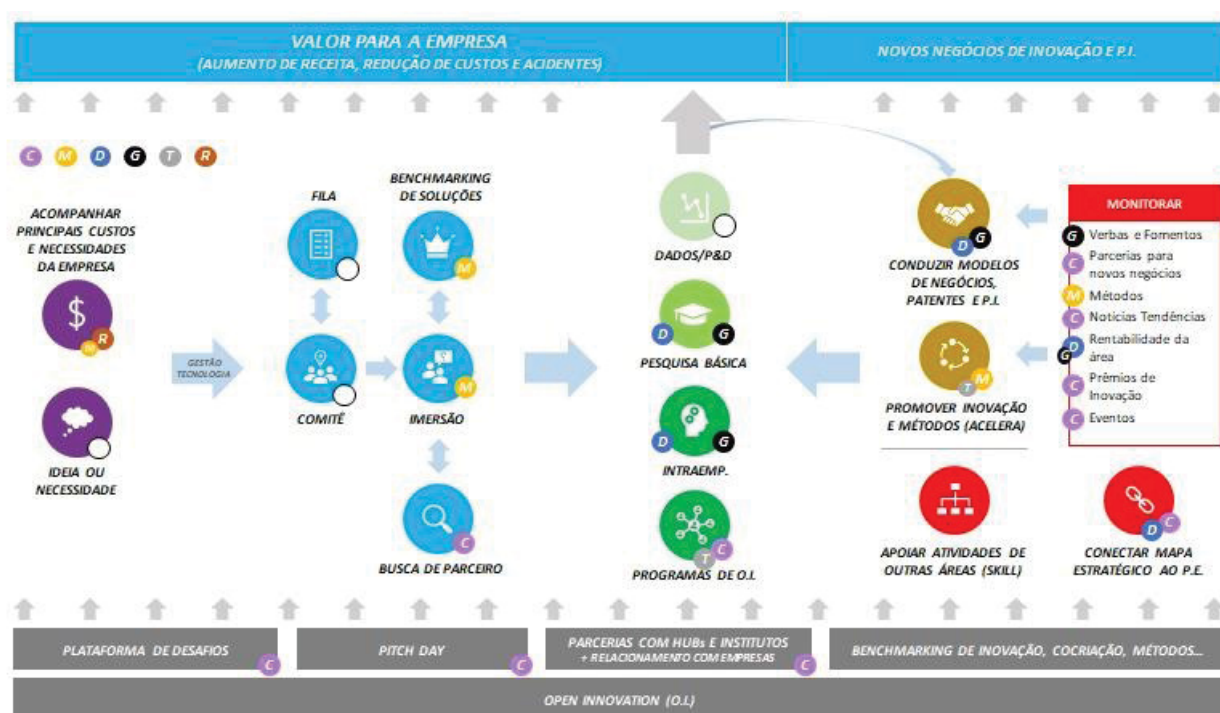 VALOR PARA A EMPRESA
(AUMENTO DE RECEITA, REDUÇÃO DE CUSTOS E ACIDENTES)
NOVOS NEGÓCIOS DE INOVAÇÃO E P.I.
C M D G T R
ACOMPANHAR
PRINCIPAIS CUSTOS
E NECESSIDADES
DA EMPRESA
$
M R
IDEIA OU
NECESSIDADE
GESTÃO
TECNOLOGIA
FILA
COMITÊ
BENCHMARKING
DE SOLUÇÕES
M
?
M
IMERSÃO
C
BUSCA DE PARCEIRO
DADOS/P&D
D G
PESQUISA BÁSICA
D G
INTRAEMP.
T C
PROGRAMAS DE O.I.
D G
CONDUZIR MODELOS
DE NEGÓCIOS,
PATENTES E P.I.
T M
PROMOVER INOVAÇÃO
E MÉTODOS (ACELERA)
APOIAR ATIVIDADES DE
OUTRAS ÁREAS (SKILL)
MONITORAR
G Verbas e Fomentos
C Parcerias para
novos negócios
M Métodos
C Notícias Tendências
G D Rentabilidade da
área
C Prêmios de
Inovação
C Eventos
D C
CONECTAR MAPA
ESTRATÉGICO AO P.E.
PLATAFORMA DE DESAFIOS
C
PITCH DAY
C
PARCERIAS COM HUBs E INSTITUTOS
+ RELACIONAMENTO COM EMPRESAS
C
BENCHMARKING DE INOVAÇÃO, COCRIAÇÃO, MÉTODOS...
OPEN INNOVATION (O.I.)